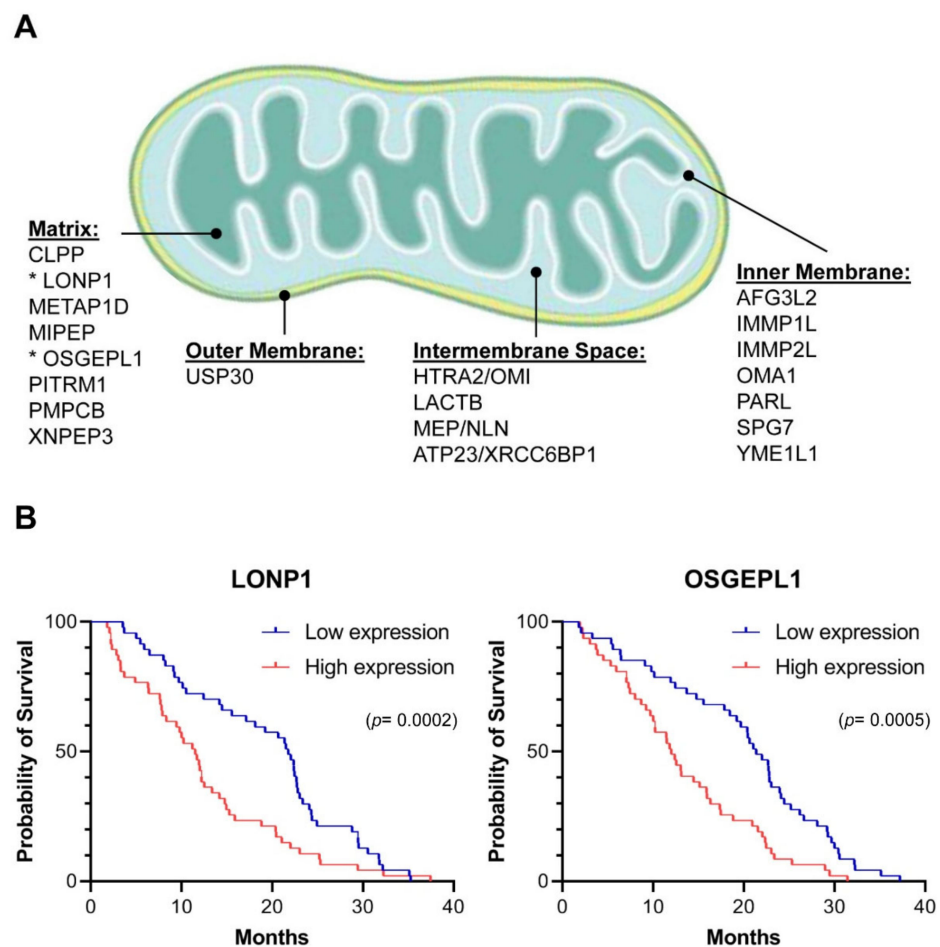 A
Matrix:
CLPP
* LONP1
METAP1D
MIPEP
* OSGEPL1
PITRM1
PMPCB
XNPEP3
Outer Membrane:
USP30
Intermembrane Space:
HTRA2/OMI
LACTB
MEP/NLN
ATP23/XRCC6BP1
Inner Membrane:
AFG3L2
IMMP1L
IMMP2L
OMA1
PARL
SPG7
YME1L1
B
LONP1
Probability of Survival
100
50
0
Low expression
High expression
(p= 0.0002)
0 10 20 30 40
Months
OSGEPL1
Probability of Survival
100
50
0
Low expression
High expression
(p= 0.0005)
0 10 20 30 40
Months